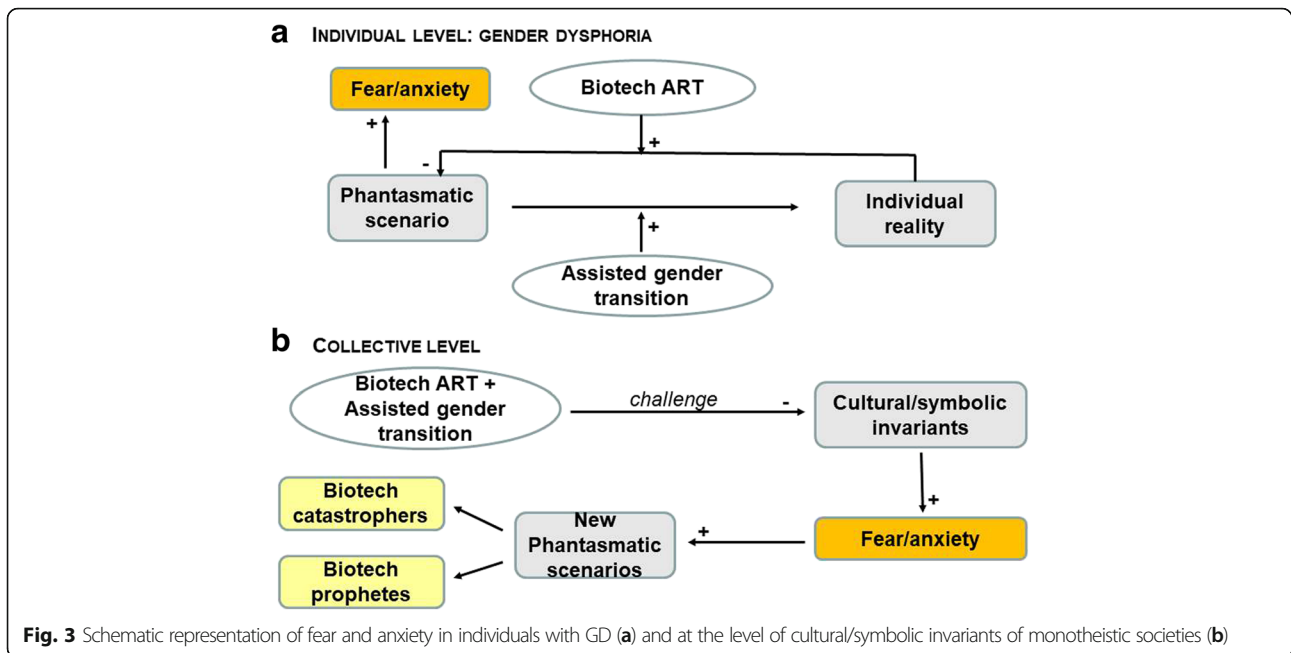 a INDIVIDUAL LEVEL: GENDER DYSPHORIA
Fear/anxiety
Biotech ART
+
+
-
Phantasmatic
scenario
Individual
reality
+
Assisted gender
transition
b COLLECTIVE LEVEL
Biotech ART +
Assisted gender
transition
challenge
-
Cultural/symbolic
invariants
+
Biotech
catastrophers
New
Phantasmatic
scenarios
+
Fear/anxiety
Biotech
prophetes
Fig. 3 Schematic representation of fear and anxiety in individuals with GD (a) and at the level of cultural/symbolic invariants of monotheistic societies (b)